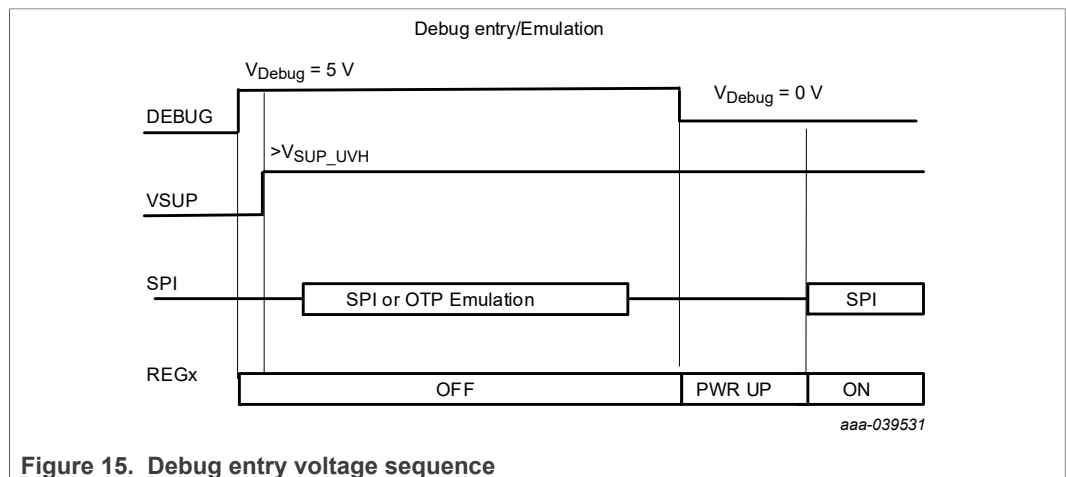 Debug entry/Emulation
VDebug = 5 V
VDebug = 0 V
DEBUG
>VSUP_UVH
VSUP
SPI
SPI or OTP Emulation
SPI
REGx
OFF
PWR UP
ON
aaa-039531
Figure 15. Debug entry voltage sequence